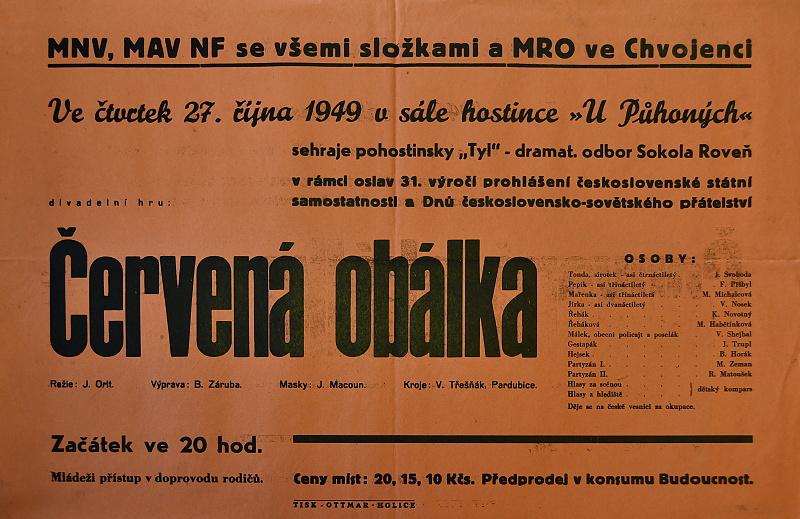 MNV, MAV NF se všemi složkami a MRO ve Chvojenci
Ve čtvrtek 27. října 1949 v sále hostince »U Půhoných«
sehraje pohostinsky „Tyl" - dramat. odbor Sokola Roveň
v rámci oslav 31. výročí prohlášení československé státní
divadelní hru: samostatnosti a Dnů československo-sovětského přátelství
Červená obálka
OSOBY:
Tonda, sirotek - asi čtrnáctiletý . J. Svoboda
Pepík - asi třináctiletý . . . F. Přibyl
Mařenka - asi třináctiletá . . M. Michalcová
Jirka - asi dvanáctiletý . . . V. Nosek
Řehák . . . K. Novotný
Řeháková . . . M. Habětínková
Málek, obecní policajt a poselák . V. Shejbal
Gestapák . . . J. Trupl
Hejsek . . . B. Horák
Partyzán I. . . . M. Zeman
Partyzán II. . . . R. Matoušek
Hlasy za scénou . . .
Hlasy z hlediště . . . } dětský kompars
Děje se na české vesnici za okupace.
Režie: J. Orlt. Výprava: B. Záruba. Masky: J. Macoun. Kroje: V. Třešňák, Pardubice.
Začátek ve 20 hod.
Mládeži přístup v doprovodu rodičů. Ceny míst: 20, 15, 10 Kčs. Předprodej v konsumu Budoucnost.
TISK - OTTMAR - HOLICE